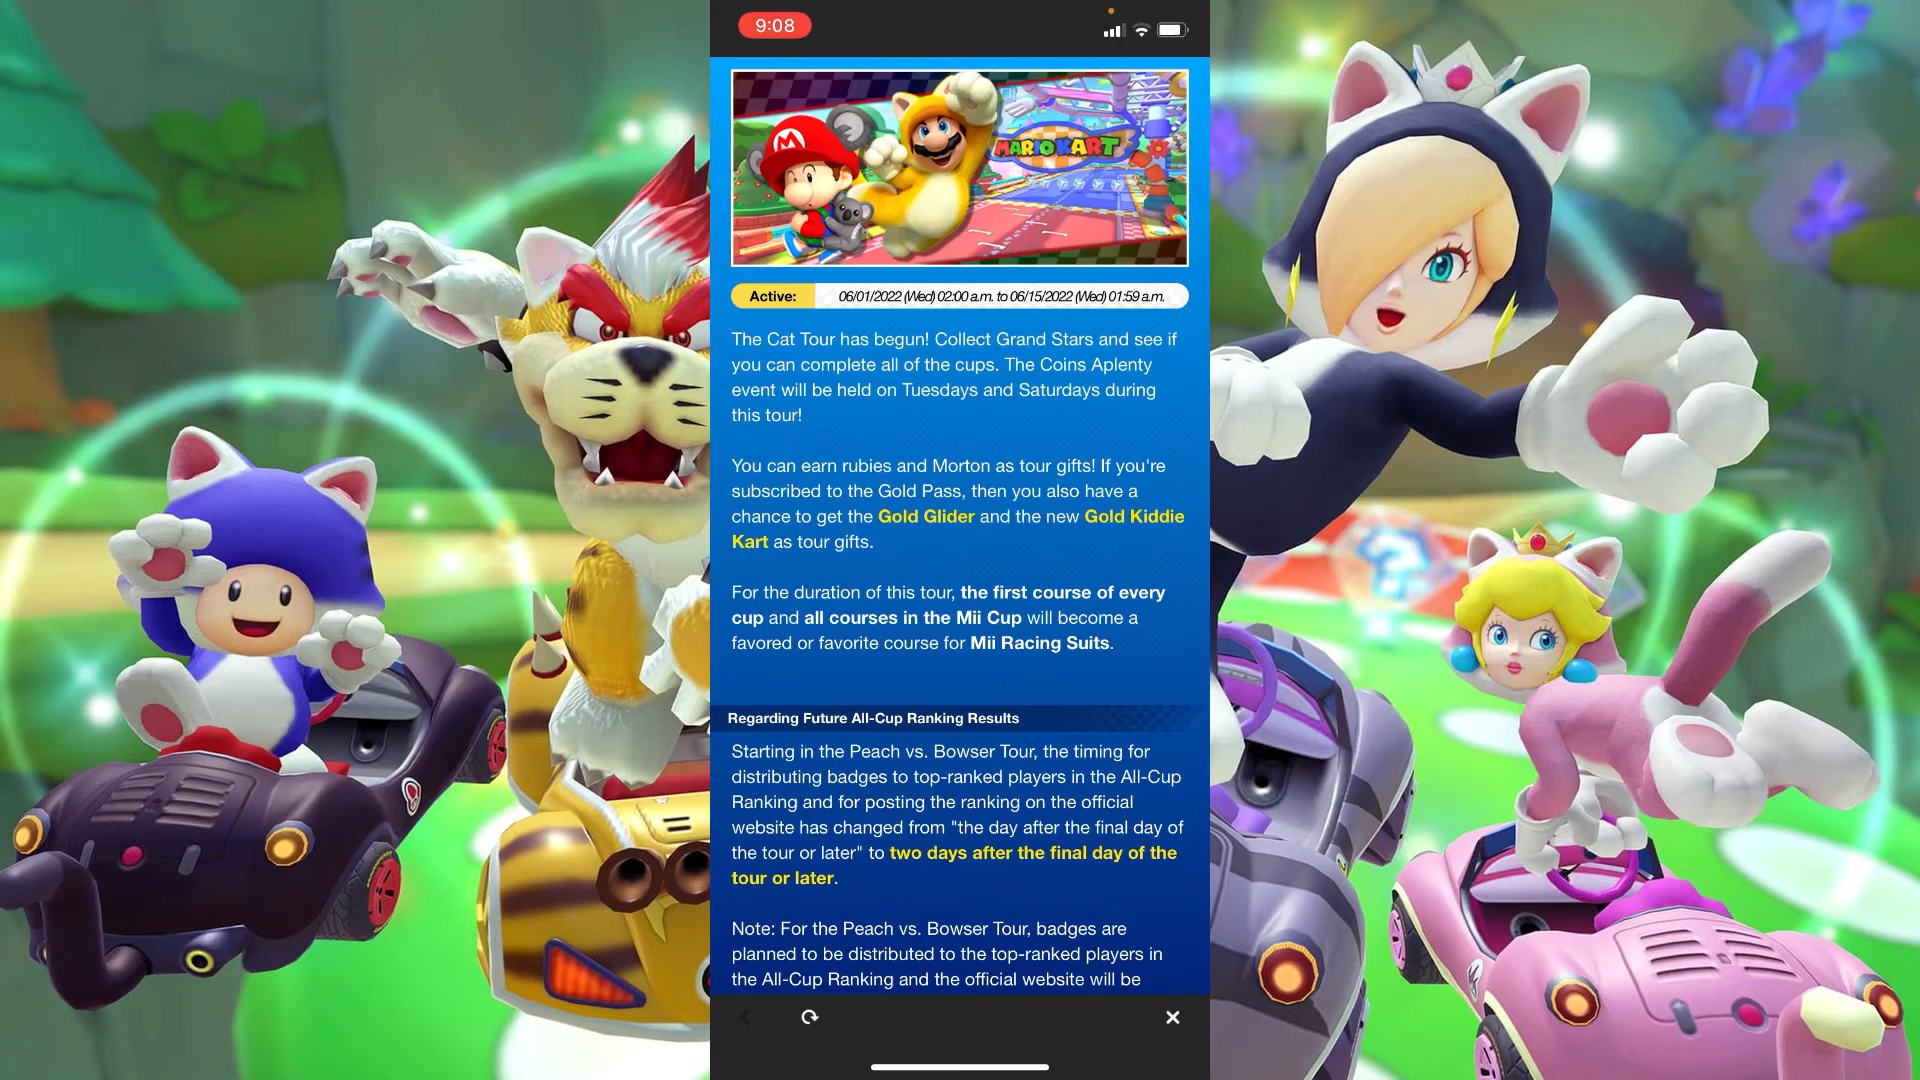 9:08
M
MARIOKART
Active:
06/01/2022 (Wed) 02:00 a.m. to 06/15/2022 (Wed) 01:59 a.m.
The Cat Tour has begun! Collect Grand Stars and see if
you can complete all of the cups. The Coins Aplenty
event will be held on Tuesdays and Saturdays during
this tour!
You can earn rubies and Morton as tour gifts! If you're
subscribed to the Gold Pass, then you also have a
chance to get the Gold Glider and the new Gold Kiddie
Kart as tour gifts.
For the duration of this tour, the first course of every
cup and all courses in the Mii Cup will become a
favored or favorite course for Mii Racing Suits.
Regarding Future All-Cup Ranking Results
Starting in the Peach vs. Bowser Tour, the timing for
distributing badges to top-ranked players in the All-Cup
Ranking and for posting the ranking on the official
website has changed from "the day after the final day of
the tour or later" to two days after the final day of the
tour or later.
Note: For the Peach vs. Bowser Tour, badges are
planned to be distributed to the top-ranked players in
the All-Cup Ranking and the official website will be